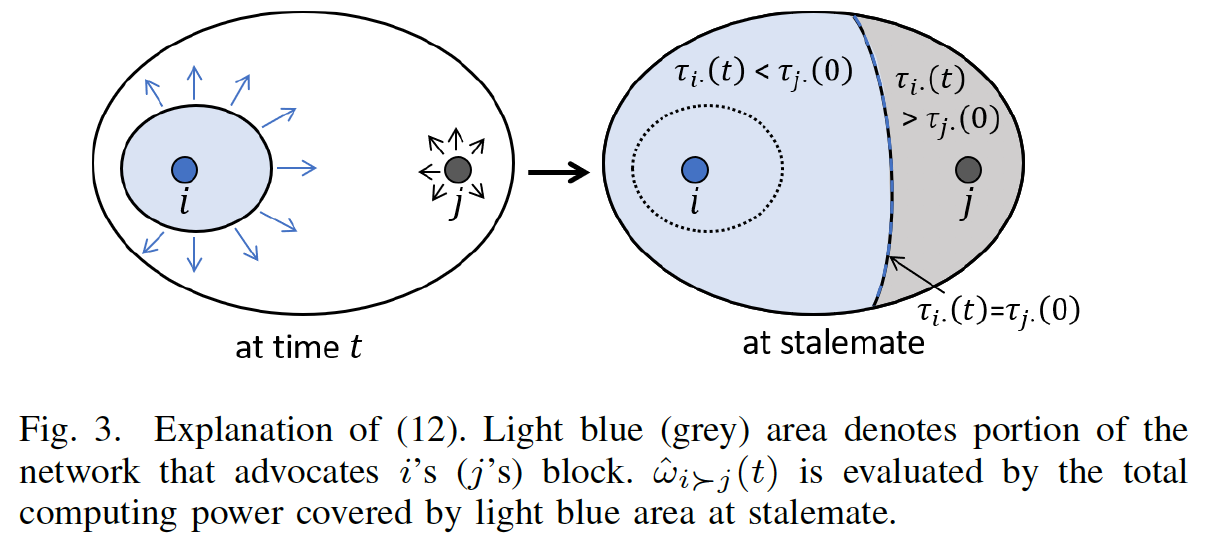 i
j
at time t
τᵢ.(t) < τⱼ.(0)
τᵢ.(t)
> τⱼ.(0)
i
j
τᵢ.(t)=τⱼ.(0)
at stalemate
Fig. 3. Explanation of (12). Light blue (grey) area denotes portion of the
network that advocates i's (j's) block. ω̂ᵢ≻ⱼ(t) is evaluated by the total
computing power covered by light blue area at stalemate.